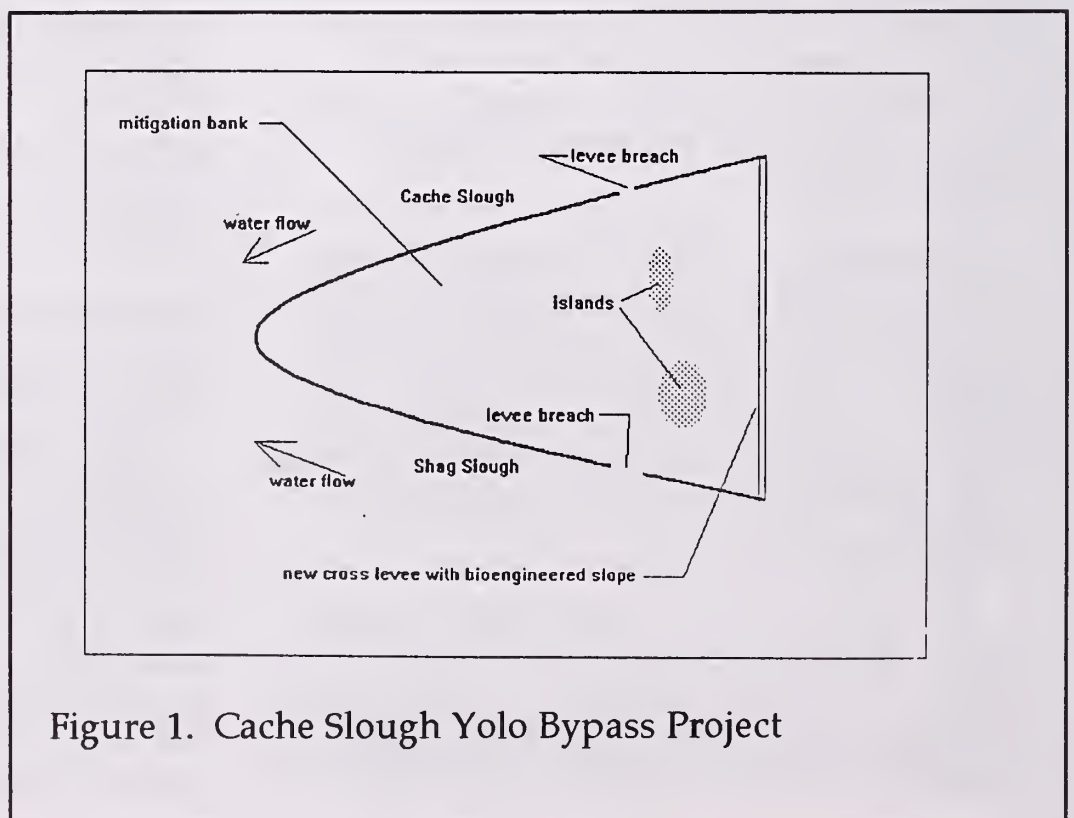 mitigation bank
levee breach
Cache Slough
water flow
islands
levee breach
Shag Slough
water flow
new cross levee with bioengineered slope
Figure 1. Cache Slough Yolo Bypass Project